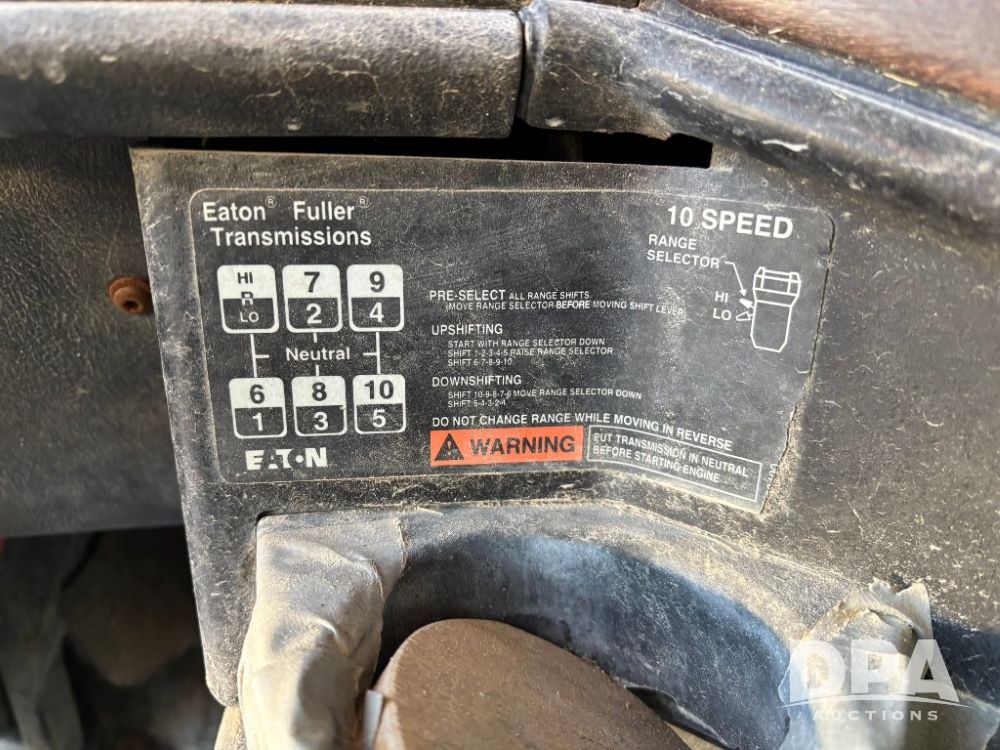 Eaton® Fuller®
Transmissions
10 SPEED
RANGE
SELECTOR
HI
LO
HI
R
LO
7
2
9
4
Neutral
6
1
8
3
10
5
EATON
PRE-SELECT ALL RANGE SHIFTS
(MOVE RANGE SELECTOR BEFORE MOVING SHIFT LEVER)
UPSHIFTING
START WITH RANGE SELECTOR DOWN
SHIFT 1-2-3-4-5 RAISE RANGE SELECTOR
SHIFT 6-7-8-9-10
DOWNSHIFTING
SHIFT 10-9-8-7-6 MOVE RANGE SELECTOR DOWN
SHIFT 5-4-3-2-1
DO NOT CHANGE RANGE WHILE MOVING IN REVERSE
WARNING
PUT TRANSMISSION IN NEUTRAL
BEFORE STARTING ENGINE
DPA
AUCTIONS